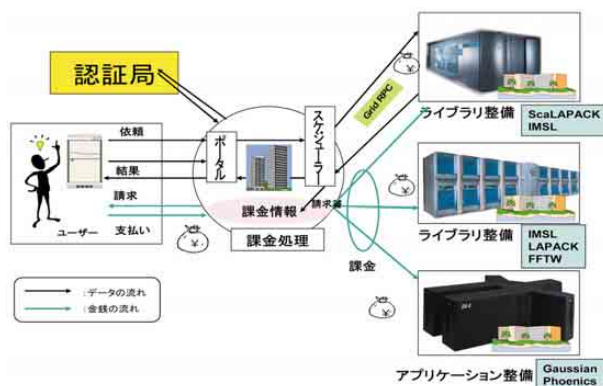 認証局
依頼
結果
請求
支払い
ユーザー
ポータル
スケジューラー
課金情報
請求書
課金処理
Grid RPC
課金
ライブラリ整備
ScaLAPACK
IMSL
ライブラリ整備
IMSL
LAPACK
FFTW
アプリケーション整備
Gaussian
Phoenics
:データの流れ
:金銭の流れ
¥
¥
¥
¥